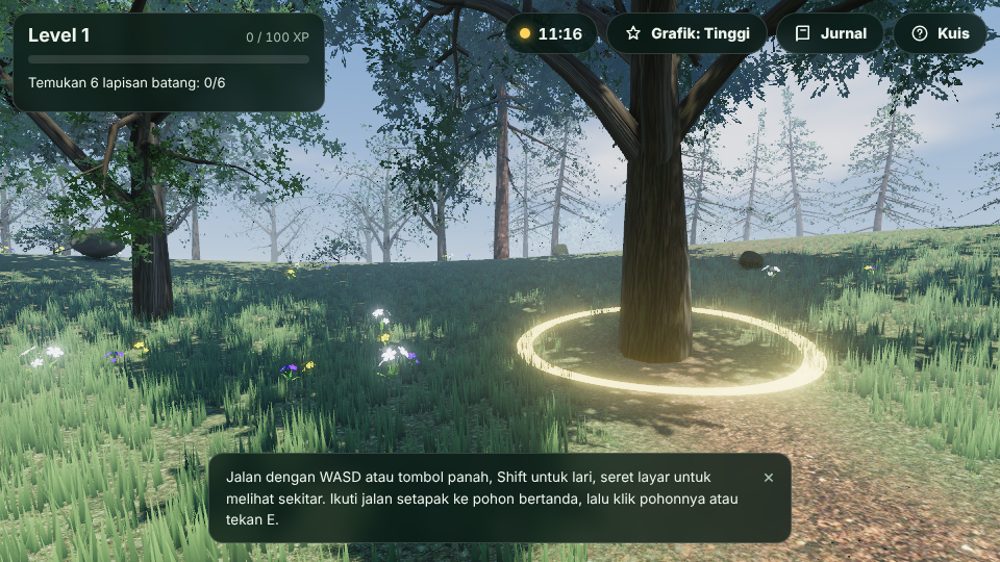 Level 1
0 / 100 XP
Temukan 6 lapisan batang: 0/6
11:16
Grafik: Tinggi
Jurnal
Kuis
Jalan dengan WASD atau tombol panah, Shift untuk lari, seret layar untuk
melihat sekitar. Ikuti jalan setapak ke pohon bertanda, lalu klik pohonnya atau
tekan E.